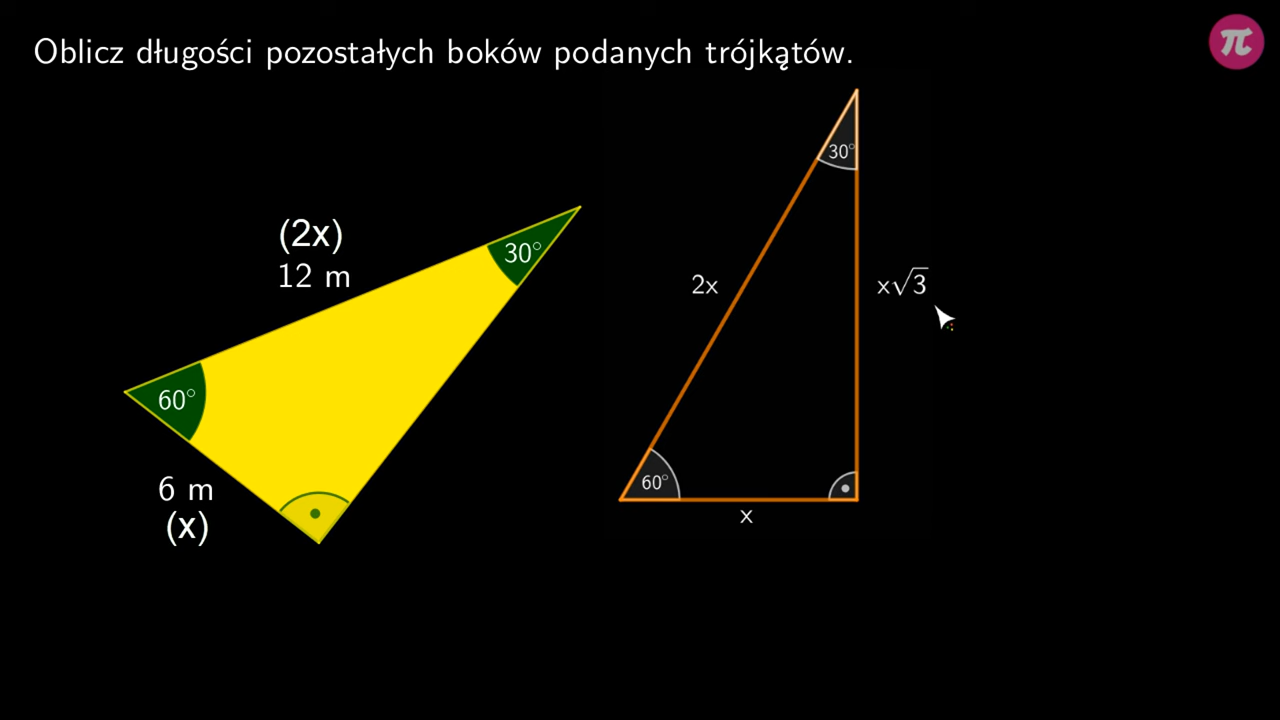 Oblicz długości pozostałych boków podanych trójkątów.
π
30°
(2x)
12 m
30°
2x
x√3
60°
60°
6 m
(x)
x